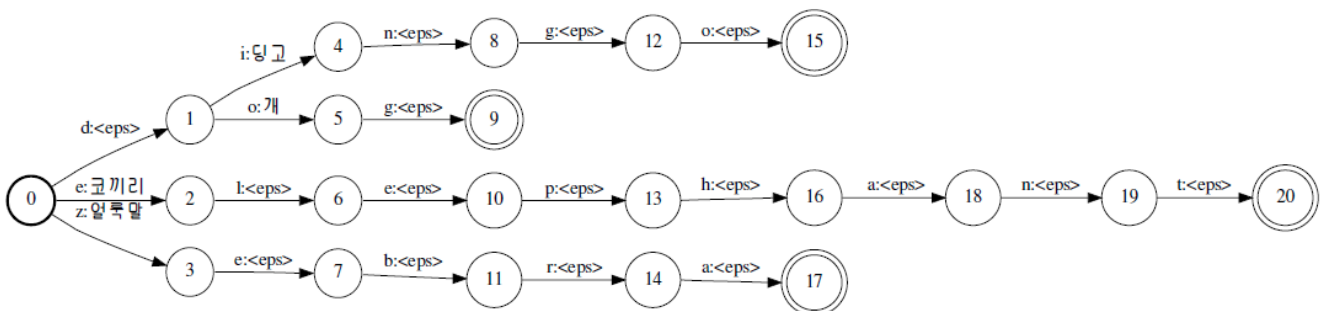 i:딩고 4 n:<eps> 8 g:<eps> 12 o:<eps> 15
d:<eps> 1 o:개 5 g:<eps> 9
0 e:코끼리 2 l:<eps> 6 e:<eps> 10 p:<eps> 13 h:<eps> 16 a:<eps> 18 n:<eps> 19 t:<eps> 20
z:얼룩말 3 e:<eps> 7 b:<eps> 11 r:<eps> 14 a:<eps> 17